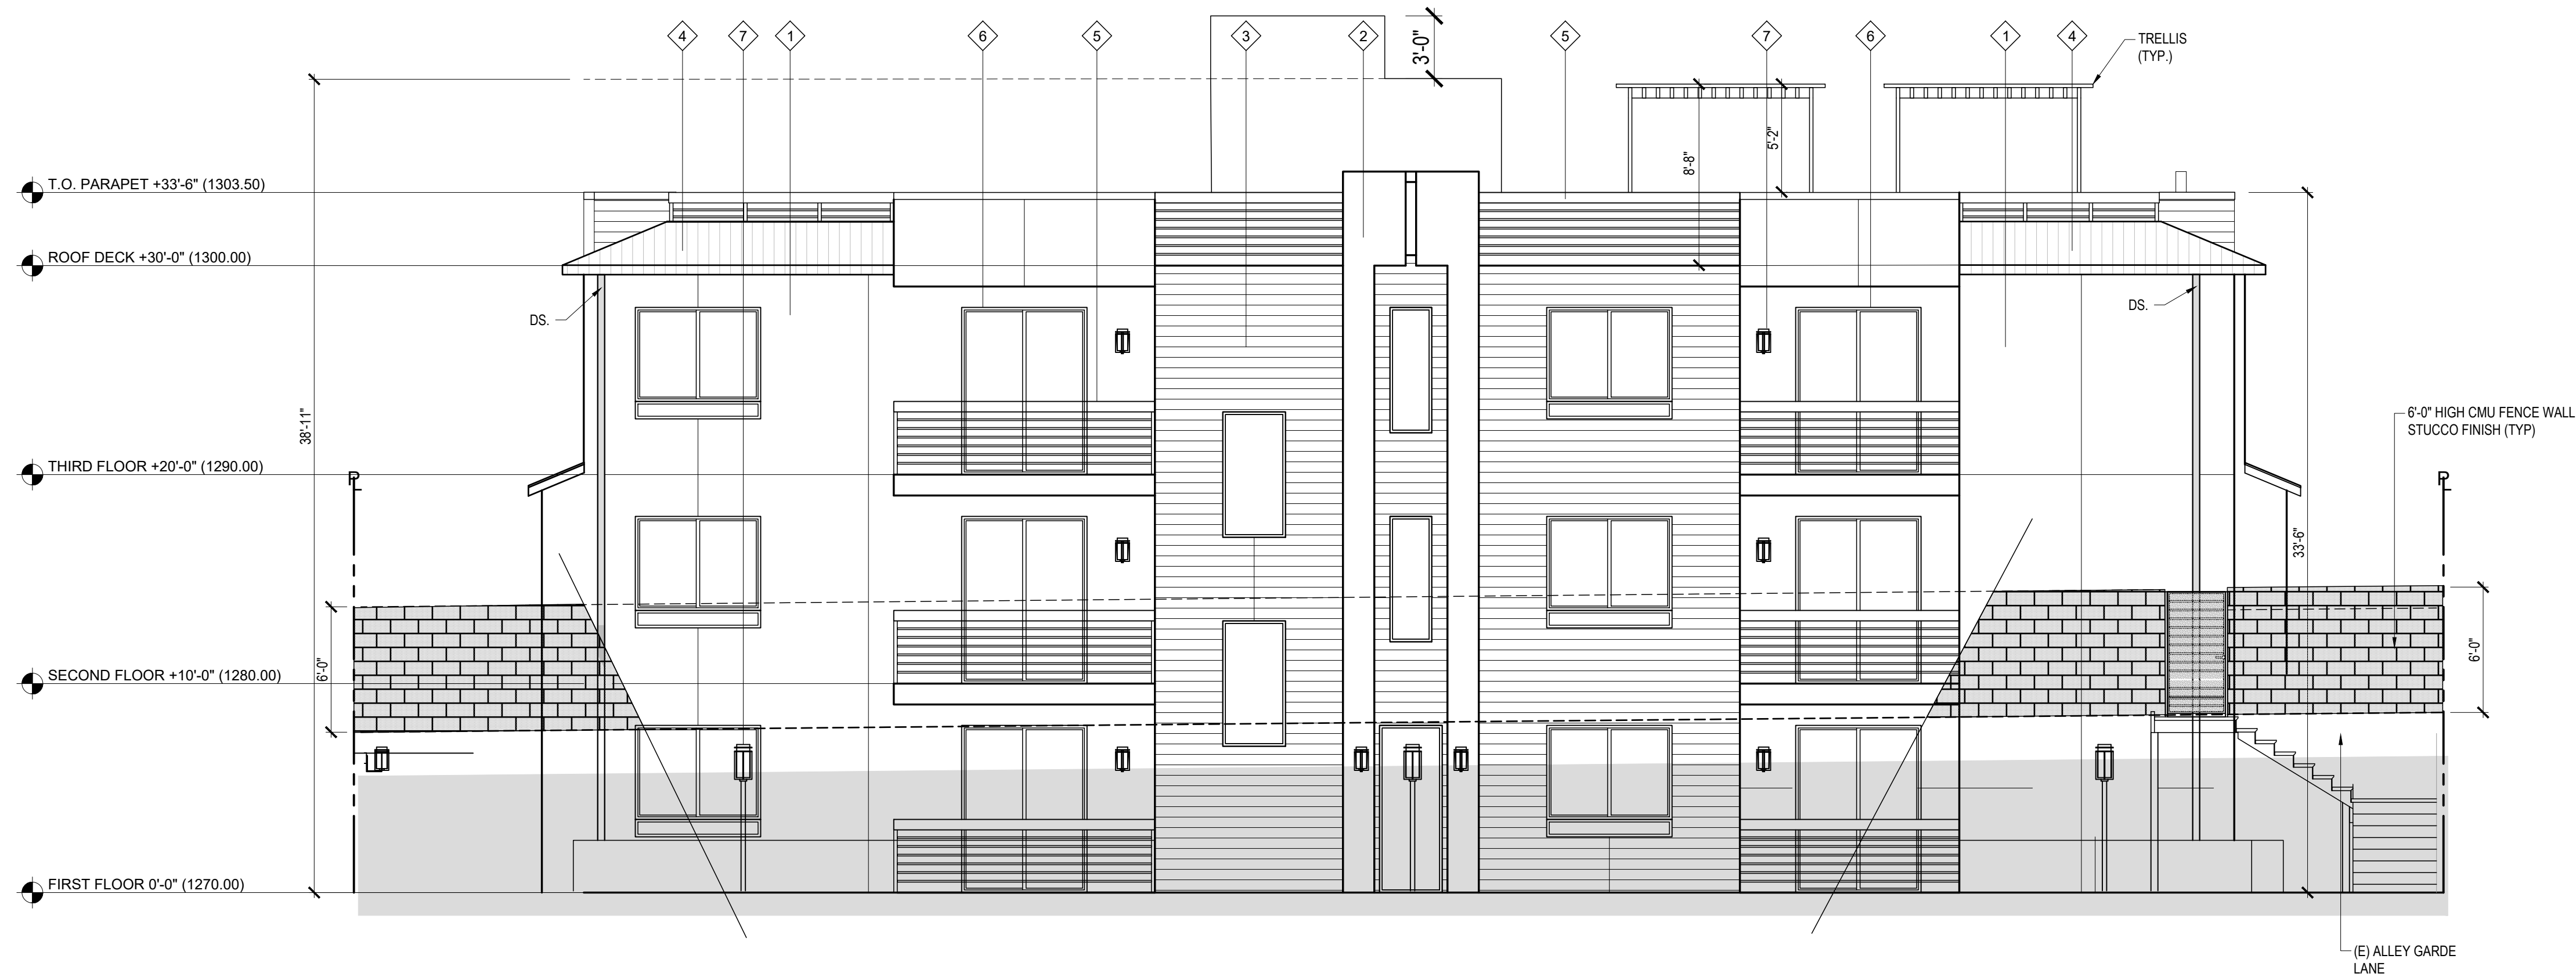 4
7
1
6
5
3
2
5
7
6
1
4
3'-0"
TRELLIS
(TYP.)
5'-2"
8'-8"
T.O. PARAPET +33'-6" (1303.50)
ROOF DECK +30'-0" (1300.00)
DS.
DS.
38'-11"
6'-0" HIGH CMU FENCE WALL
STUCCO FINISH (TYP)
THIRD FLOOR +20'-0" (1290.00)
PL
PL
33'-6"
6'-0"
6'-0"
SECOND FLOOR +10'-0" (1280.00)
FIRST FLOOR 0'-0" (1270.00)
(E) ALLEY GARDE
LANE